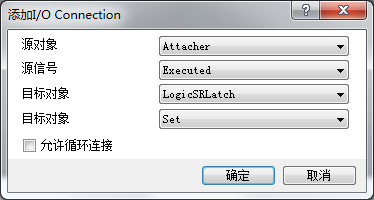 添加I/O Connection
源对象 Attacher
源信号 Executed
目标对象 LogicSRLatch
目标对象 Set
允许循环连接
确定 取消